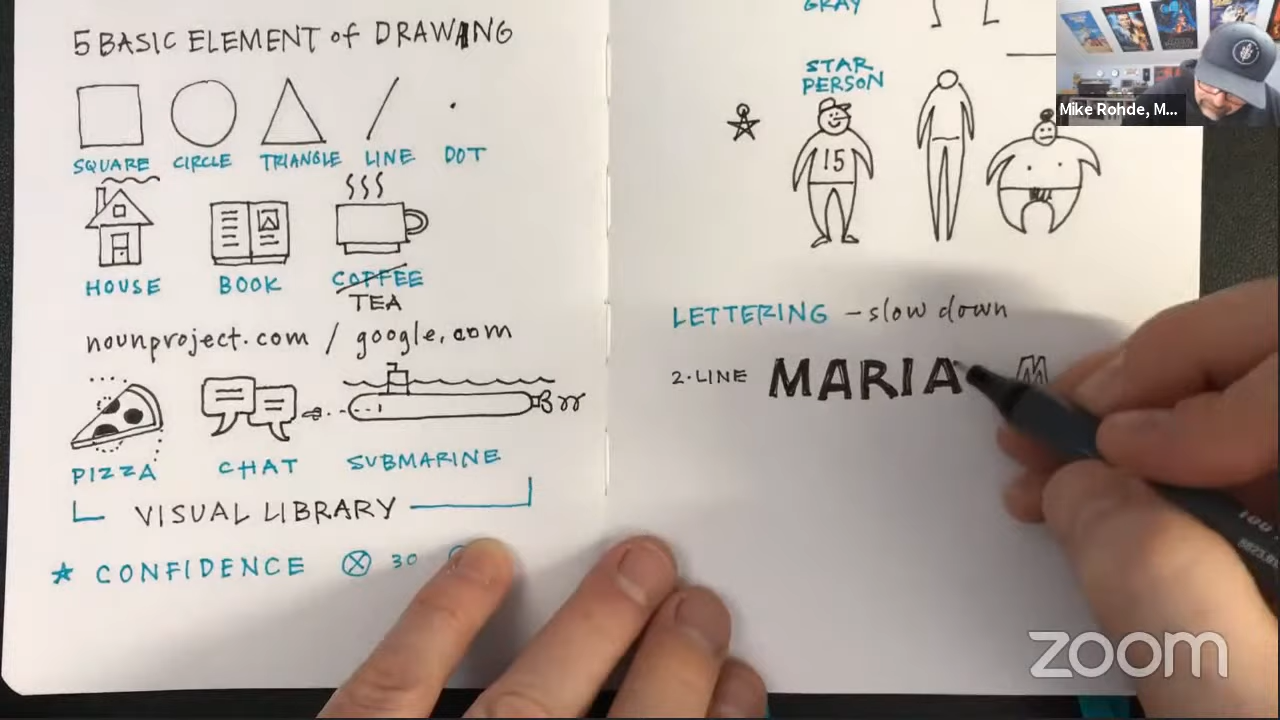 5 BASIC ELEMENT of DRAWING
SQUARE CIRCLE TRIANGLE LINE DOT
HOUSE BOOK COFFEE
TEA
nounproject.com / google.com
PIZZA CHAT SUBMARINE
VISUAL LIBRARY
★ CONFIDENCE 30
GRAY
STAR
PERSON
15
LETTERING - slow down
2.LINE MARIA M
Mike Rohde, M...
zoom